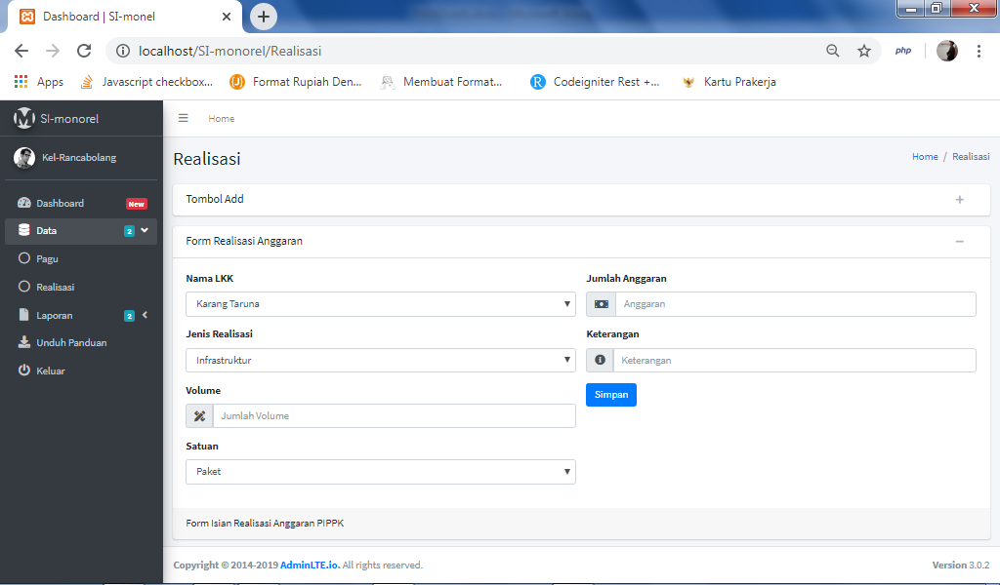 Dashboard | SI-monel
localhost/SI-monorel/Realisasi
php
Apps
Javascript checkbox...
Format Rupiah Den...
Membuat Format...
Codeigniter Rest +...
Kartu Prakerja
SI-monorel
Home
Kel-Rancabolang
Realisasi
Home / Realisasi
Dashboard New
Data 2
Pagu
Realisasi
Laporan 2
Unduh Panduan
Keluar
Tombol Add
Form Realisasi Anggaran
Nama LKK
Karang Taruna
Jenis Realisasi
Infrastruktur
Volume
Jumlah Volume
Satuan
Paket
Jumlah Anggaran
Anggaran
Keterangan
Keterangan
Simpan
Form Isian Realisasi Anggaran PIPPK
Copyright © 2014-2019 AdminLTE.io. All rights reserved.
Version 3.0.2